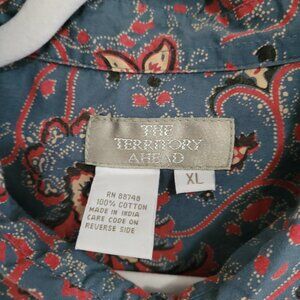 THE
TERRITORY
AHEAD
XL
RN 88748
100% COTTON
MADE IN INDIA
CARE CODE ON
REVERSE SIDE